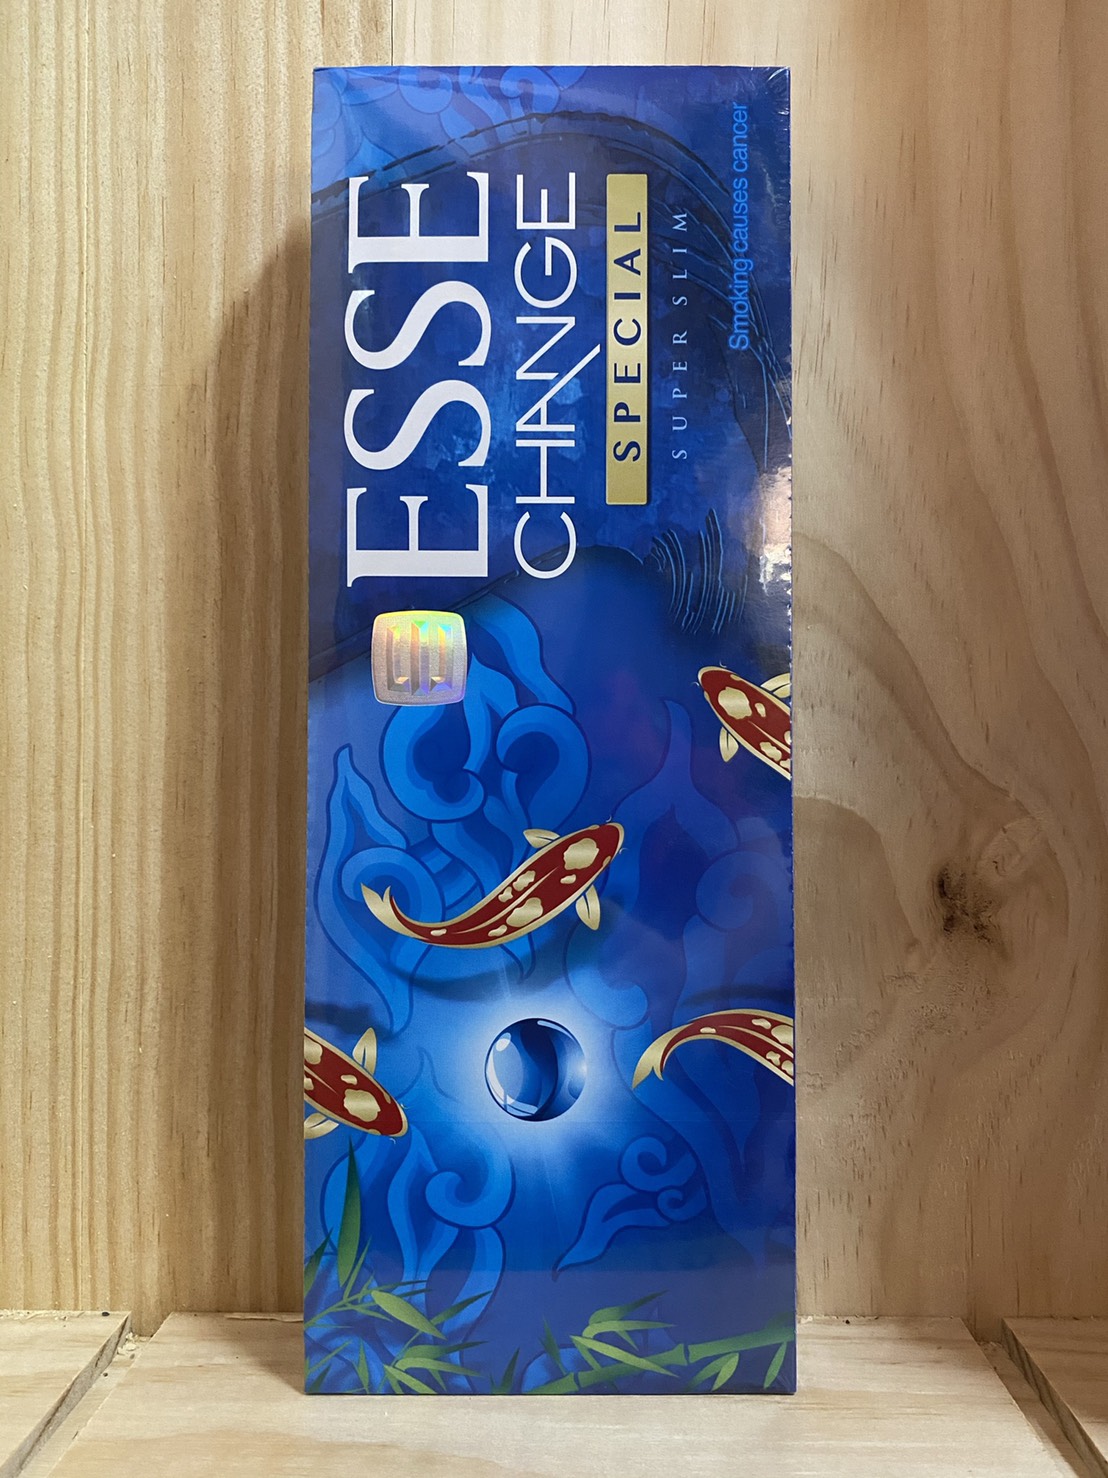 ESSE
CHANGE
SPECIAL
SUPER SLIM
Smoking causes cancer